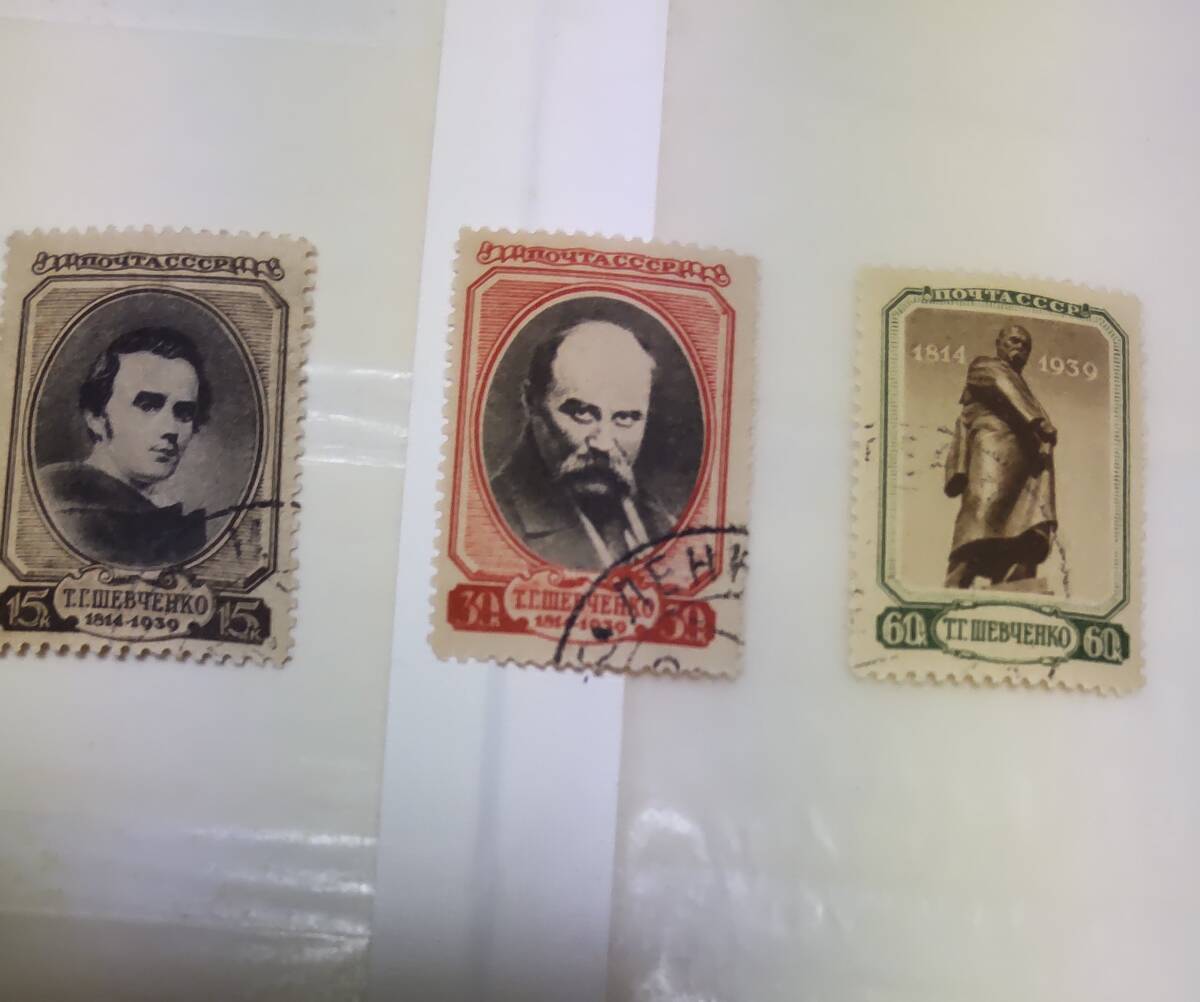 ПОЧТА СССР
15к Т.Г.ШЕВЧЕНКО 15к
1814-1939
ПОЧТА СССР
30к Т.Г.ШЕВЧЕНКО 30к
1814-1939
ЛЕНИ
ПОЧТА СССР
1814 1939
60к Т.Г.ШЕВЧЕНКО 60к